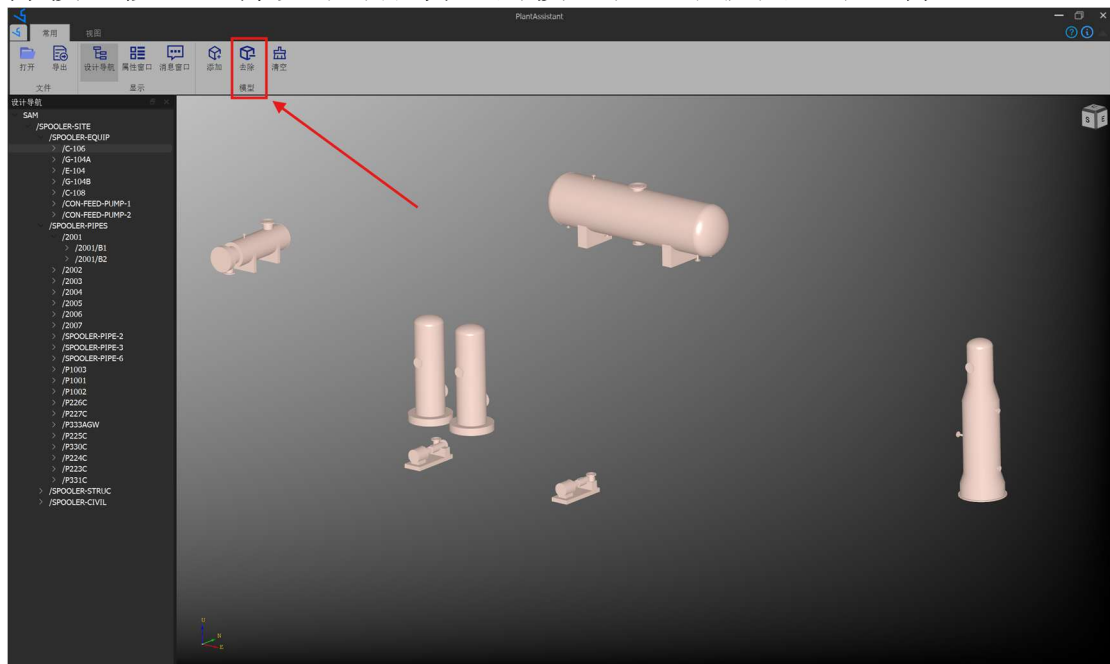 PlantAssistant
常用 视图
打开 导出 设计导航 属性窗口 消息窗口 添加 去除 清空
文件 显示 模型
设计导航
SAM
/SPOOLER-SITE
/SPOOLER-EQUIP
/C-106
/G-104A
/E-104
/G-104B
/C-108
/CON-FEED-PUMP-1
/CON-FEED-PUMP-2
/SPOOLER-PIPES
/2001
/2001/B1
/2001/B2
/2002
/2003
/2004
/2005
/2006
/2007
/SPOOLER-PIPE-2
/SPOOLER-PIPE-3
/SPOOLER-PIPE-6
/P1003
/P1001
/P1002
/P226C
/P227C
/P333AGW
/P225C
/P330C
/P224C
/P223C
/P331C
/SPOOLER-STRUC
/SPOOLER-CIVIL
S E
U
N
E